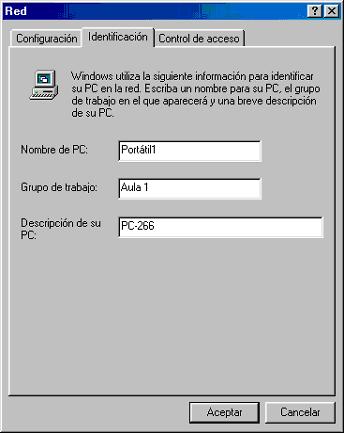 Red
Configuración Identificación Control de acceso
Windows utiliza la siguiente información para identificar
su PC en la red. Escriba un nombre para su PC, el grupo
de trabajo en el que aparecerá y una breve descripción
de su PC.
Nombre de PC: Portátil1
Grupo de trabajo: Aula 1
Descripción de su PC-266
PC:
Aceptar Cancelar